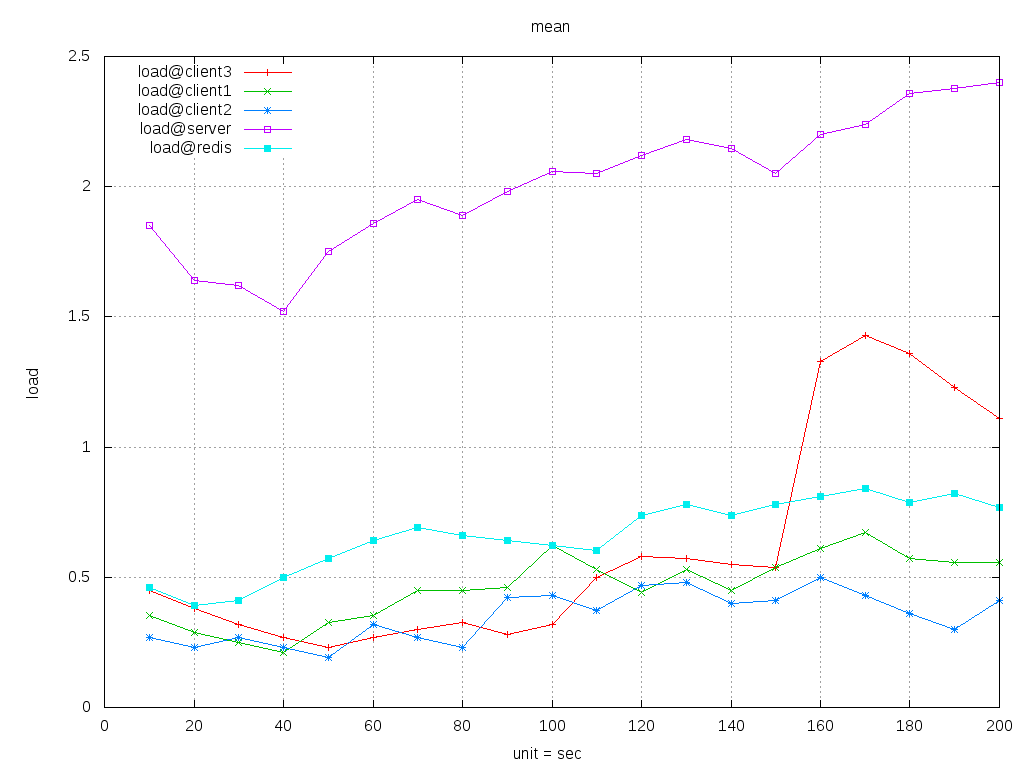 mean
2.5
2
1.5
1
0.5
0
load@client3
load@client1
load@client2
load@server
load@redis
load
0 20 40 60 80 100 120 140 160 180 200
unit = sec